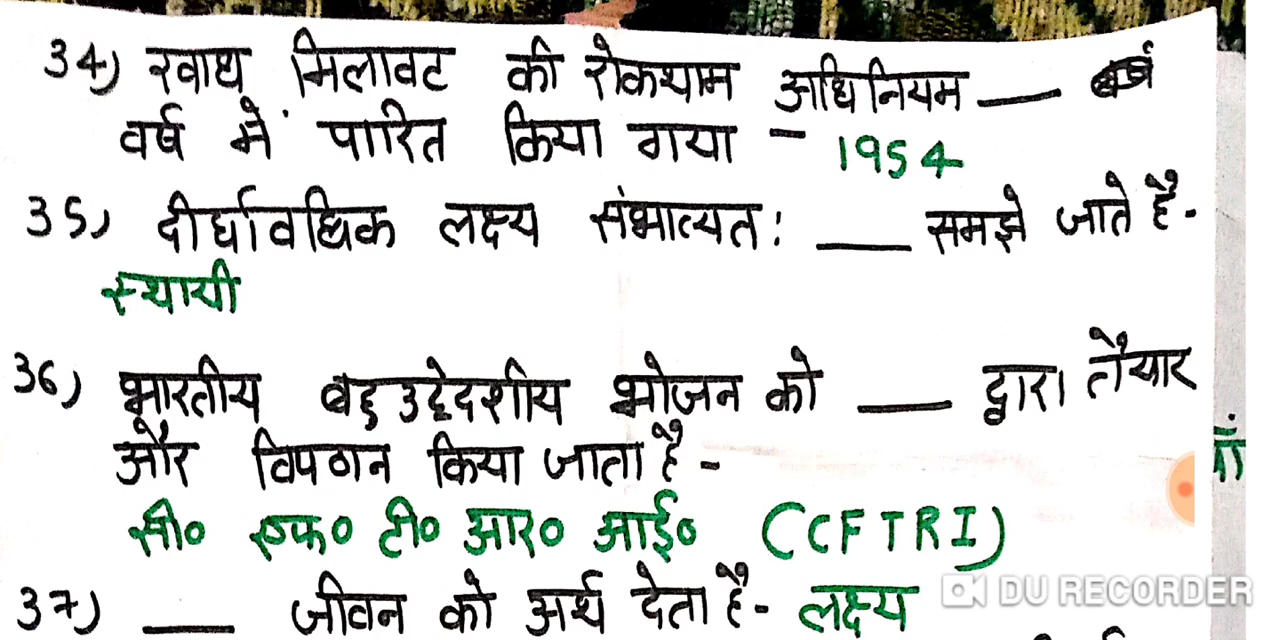 34) खाद्य मिलावट की रोकथाम अधिनियम ___
वर्ष में पारित किया गया - 1954
35) दीर्घावधिक लक्ष्य संभाव्यत: ___ समझे जाते है-
स्थायी
36) भारतीय बहुउद्देदशीय भोजन को ___ द्वारा तैयार
और विपणन किया जाता है -
सी० एफ० टी० आर० आई० (CFTRI)
37) ___ जीवन को अर्थ देता है- लक्ष्य
DU RECORDER